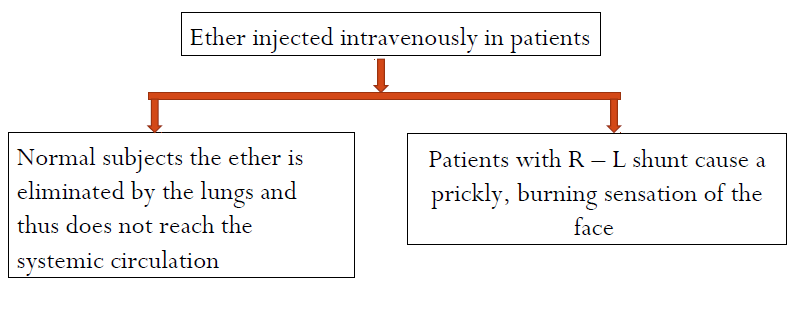 Ether injected intravenously in patients
Normal subjects the ether is
eliminated by the lungs and
thus does not reach the
systemic circulation
Patients with R – L shunt cause a
prickly, burning sensation of the
face